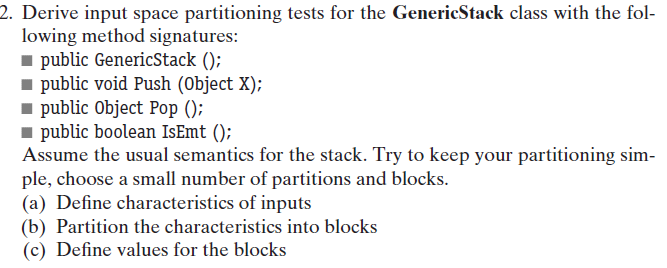 2. Derive input space partitioning tests for the GenericStack class with the fol-
lowing method signatures:
■ public GenericStack ();
■ public void Push (Object X);
■ public Object Pop ();
■ public boolean IsEmt ();
Assume the usual semantics for the stack. Try to keep your partitioning sim-
ple, choose a small number of partitions and blocks.
(a) Define characteristics of inputs
(b) Partition the characteristics into blocks
(c) Define values for the blocks